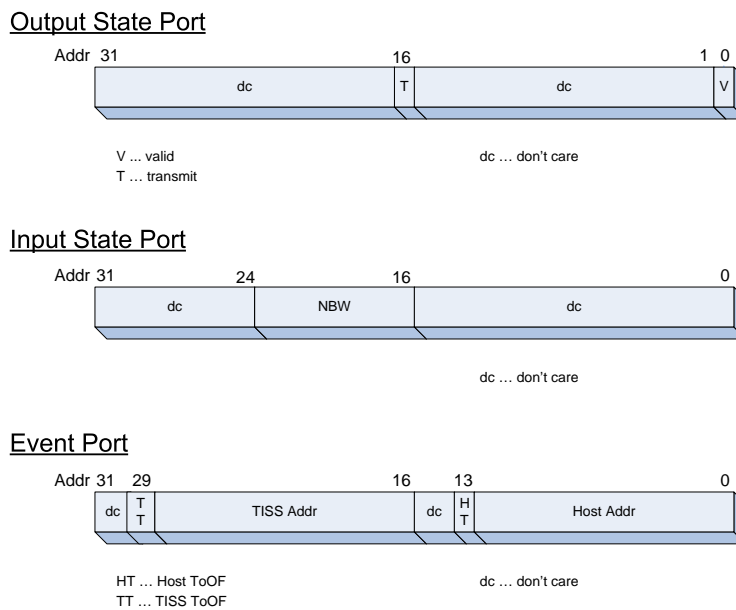 Output State Port
Addr 31 16 1 0
dc T dc V
V ... valid dc … don't care
T … transmit
Input State Port
Addr 31 24 16 0
dc NBW dc
dc … don't care
Event Port
Addr 31 29 16 13 0
dc T T TISS Addr dc H T Host Addr
HT … Host ToOF dc … don't care
TT … TISS ToOF